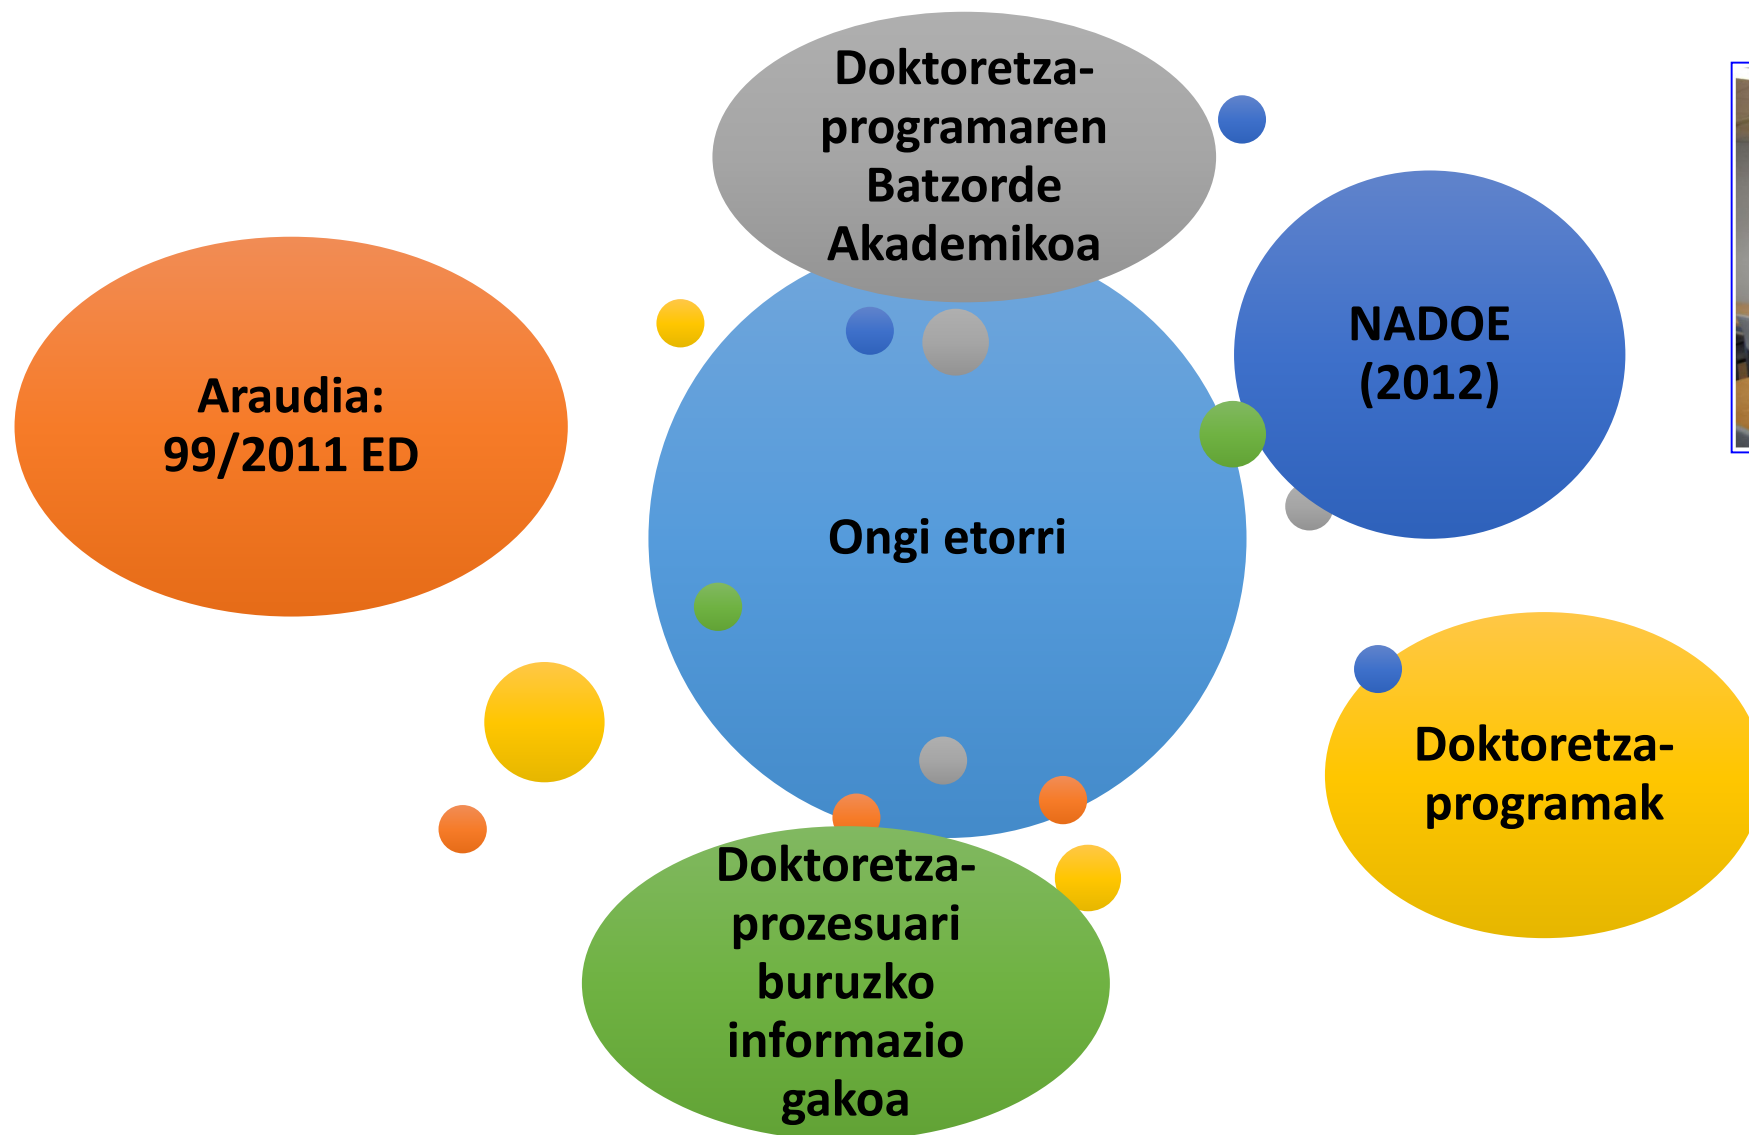 Doktoretza-
programaren
Batzorde
Akademikoa
NADOE
(2012)
Araudia:
99/2011 ED
Ongi etorri
Doktoretza-
programak
Doktoretza-
prozesuari
buruzko
informazio
gakoa